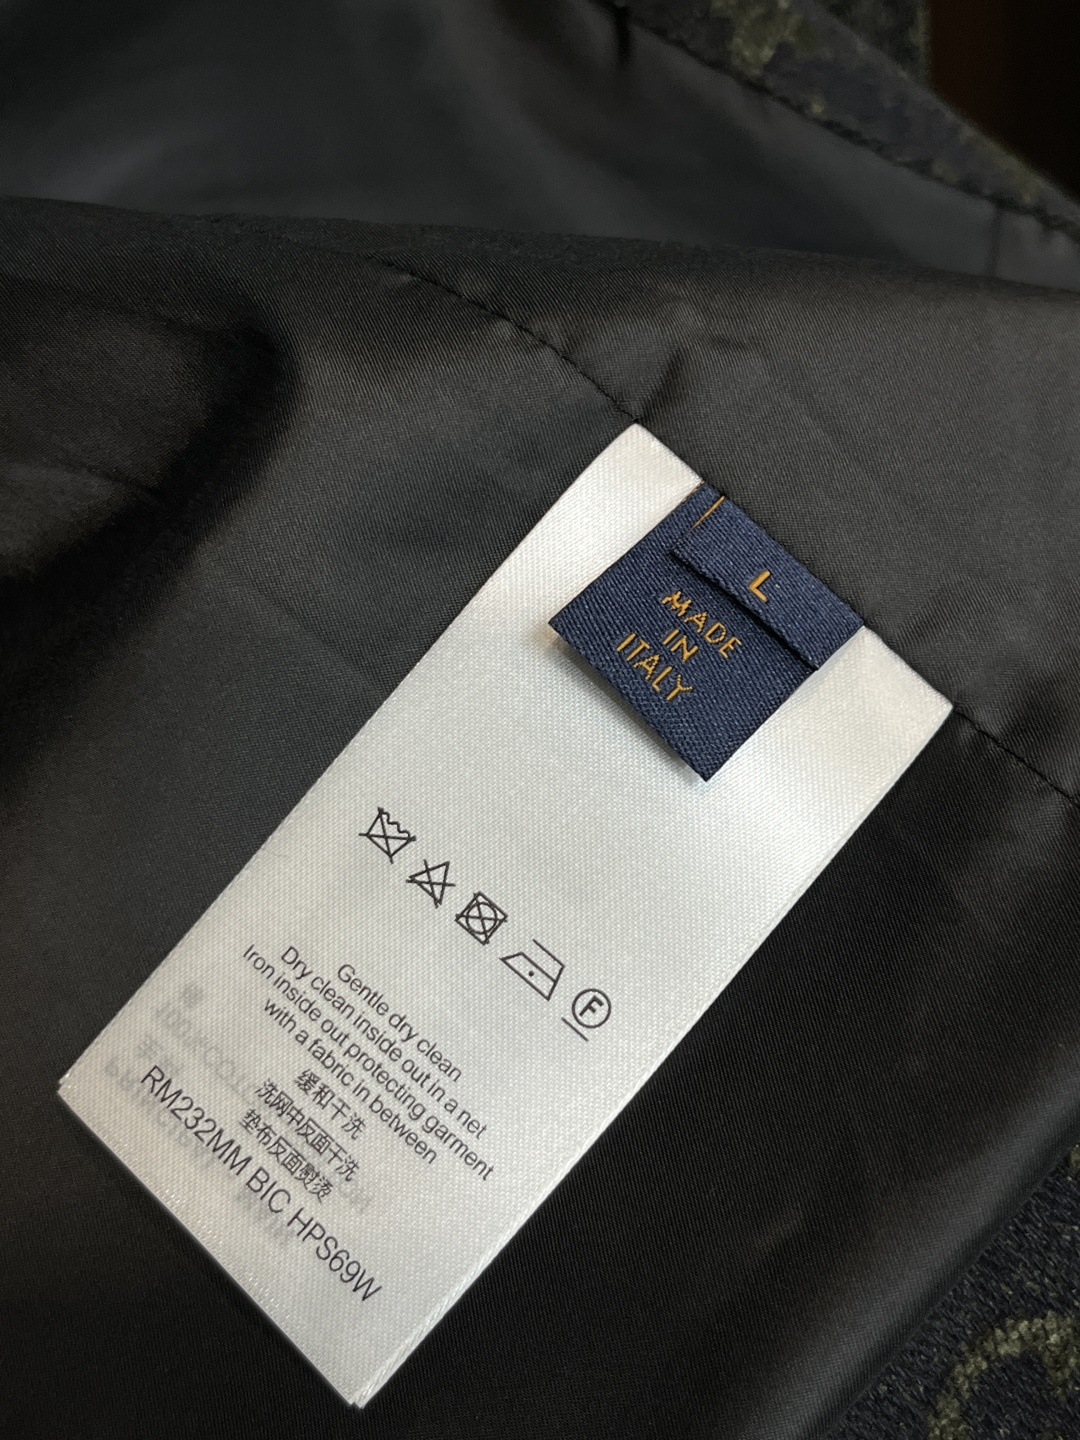 L
MADE
IN
ITALY
F
Gentle dry clean
Dry clean inside out in a net
Iron inside out protecting garment
with a fabric in between
缓和干洗
洗网中反面干洗
垫布反面熨烫
RM232MM BIC HPS69W